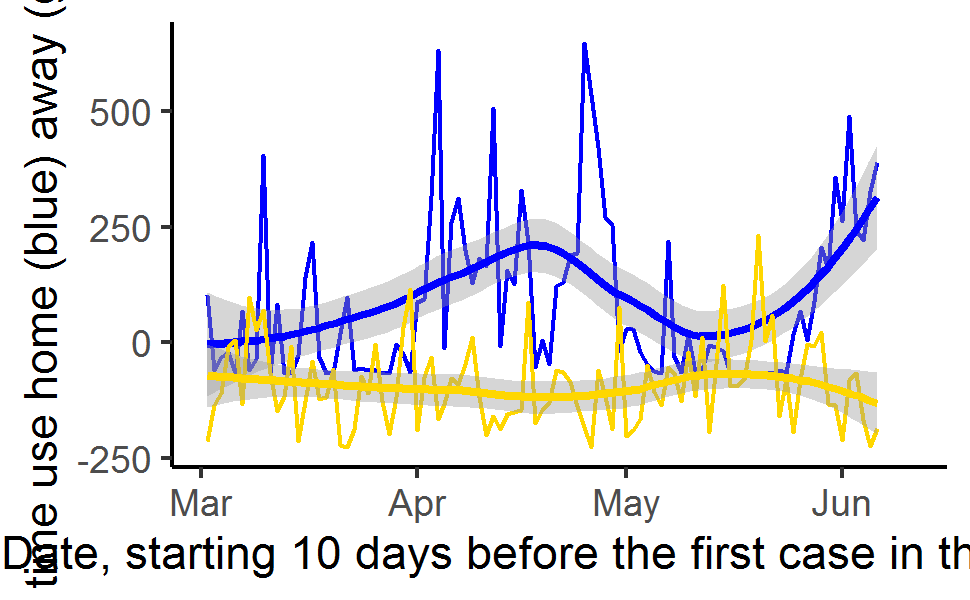 time use home (blue) away (
500
250
0
-250
Mar Apr May Jun
Date, starting 10 days before the first case in th